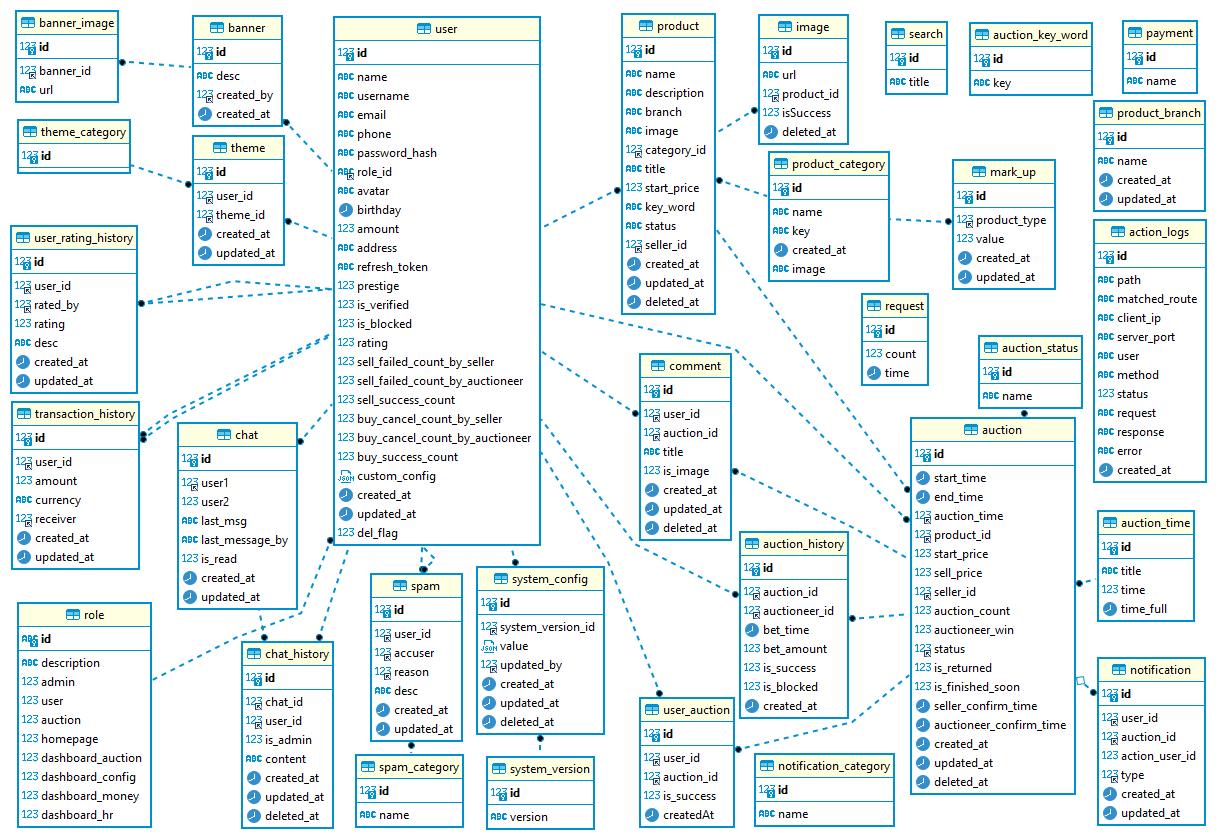 banner_image
id
banner_id
url
banner
id
desc
created_by
created_at
theme_category
id
theme
id
user_id
theme_id
created_at
updated_at
user_rating_history
id
user_id
rated_by
rating
desc
created_at
updated_at
transaction_history
id
user_id
amount
currency
receiver
created_at
updated_at
chat
id
user1
user2
last_msg
last_message_by
is_read
created_at
updated_at
role
id
description
admin
user
auction
homepage
dashboard_auction
dashboard_config
dashboard_money
dashboard_hr
chat_history
id
chat_id
user_id
is_admin
content
created_at
updated_at
deleted_at
user
id
name
username
email
phone
password_hash
role_id
avatar
birthday
amount
address
refresh_token
prestige
is_verified
is_blocked
rating
sell_failed_count_by_seller
sell_failed_count_by_auctioneer
sell_success_count
buy_cancel_count_by_seller
buy_cancel_count_by_auctioneer
buy_success_count
custom_config
created_at
updated_at
del_flag
spam
id
user_id
accuser
reason
desc
created_at
updated_at
spam_category
id
name
system_config
id
system_version_id
value
updated_by
created_at
updated_at
deleted_at
system_version
id
version
product
id
name
description
branch
image
category_id
title
start_price
key_word
status
seller_id
created_at
updated_at
deleted_at
image
id
url
product_id
isSuccess
deleted_at
product_category
id
name
key
created_at
image
comment
id
user_id
auction_id
title
is_image
created_at
updated_at
deleted_at
auction_history
id
auction_id
auctioneer_id
bet_time
bet_amount
is_success
is_blocked
created_at
user_auction
id
user_id
auction_id
is_success
createdAt
notification_category
id
name
search
id
title
auction_key_word
id
key
payment
id
name
product_branch
id
name
created_at
updated_at
mark_up
id
product_type
value
created_at
updated_at
request
id
count
time
auction_status
id
name
action_logs
id
path
matched_route
client_ip
server_port
user
method
status
request
response
error
created_at
auction
id
start_time
end_time
auction_time
product_id
start_price
sell_price
seller_id
auction_count
auctioneer_win
status
is_returned
is_finished_soon
seller_confirm_time
auctioneer_confirm_time
created_at
updated_at
deleted_at
auction_time
id
title
time
time_full
notification
id
user_id
auction_id
action_user_id
type
created_at
updated_at